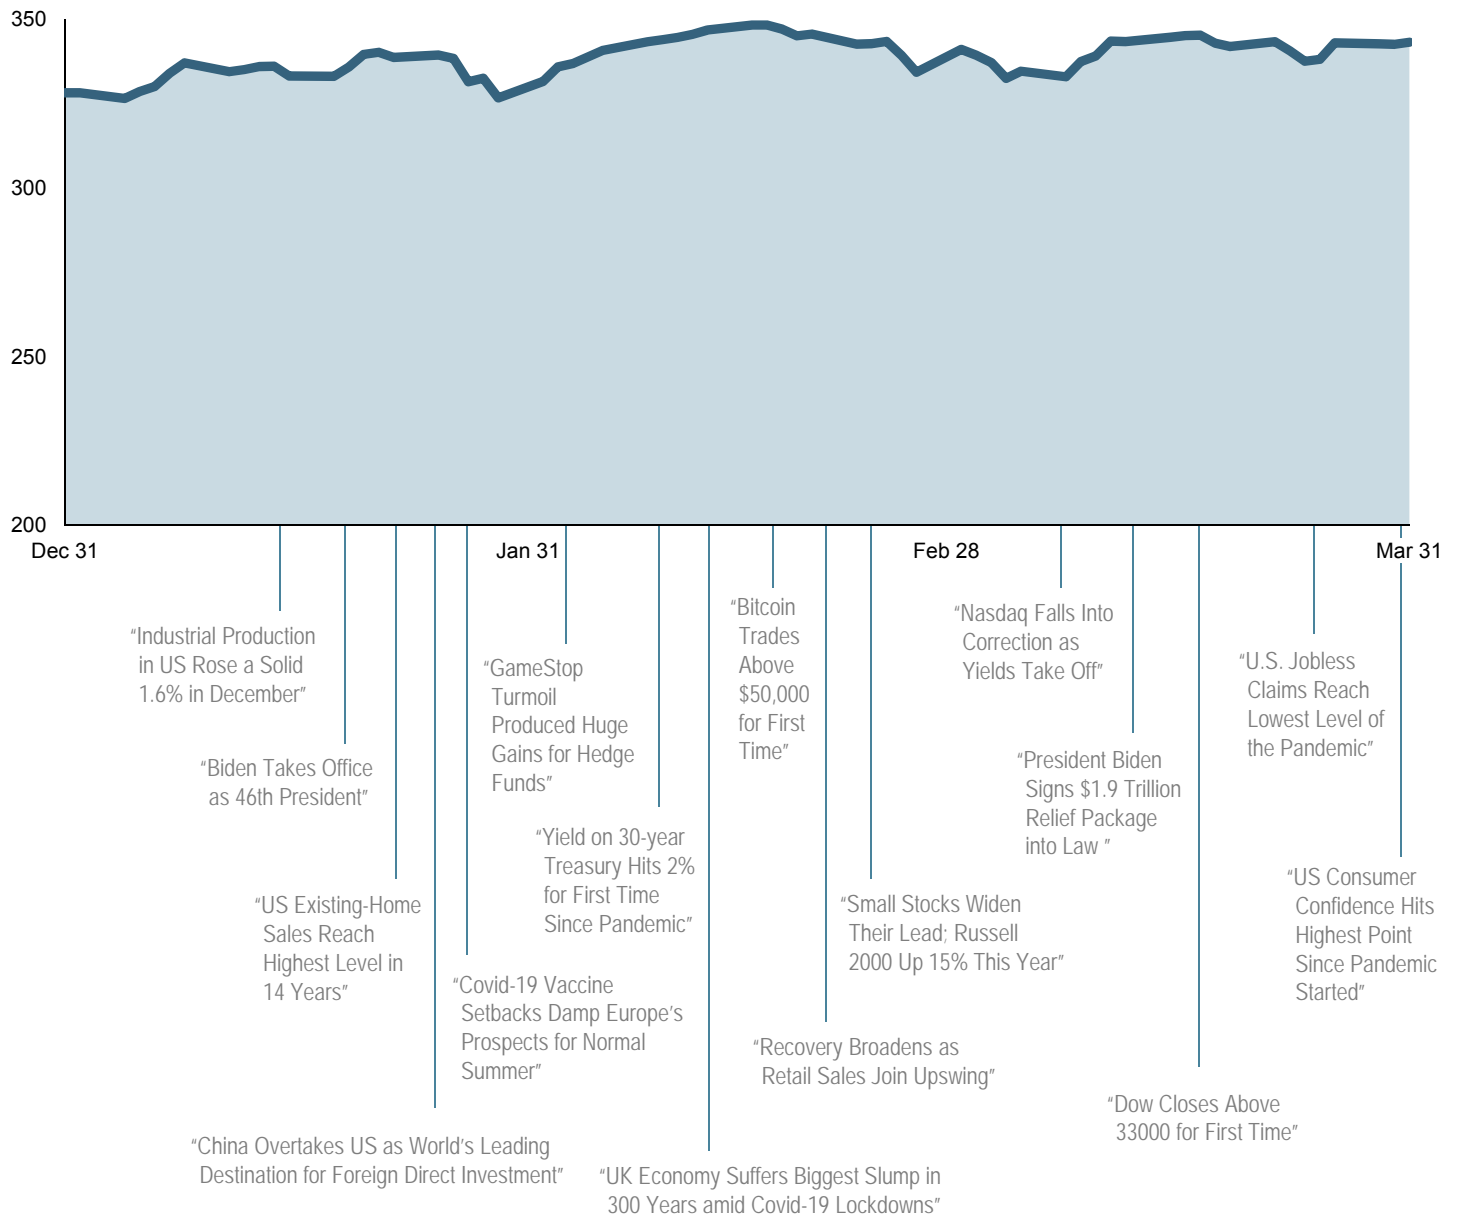 350
300
250
200
Dec 31
Jan 31
Feb 28
Mar 31
“Industrial Production
in US Rose a Solid
1.6% in December”
“Biden Takes Office
as 46th President”
“US Existing-Home
Sales Reach
Highest Level in
14 Years”
“China Overtakes US as World’s Leading
Destination for Foreign Direct Investment”
“Covid-19 Vaccine
Setbacks Damp Europe’s
Prospects for Normal
Summer”
“GameStop
Turmoil
Produced Huge
Gains for Hedge
Funds”
“Yield on 30-year
Treasury Hits 2%
for First Time
Since Pandemic”
“UK Economy Suffers Biggest Slump in
300 Years amid Covid-19 Lockdowns”
“Bitcoin
Trades
Above
$50,000
for First
Time”
“Recovery Broadens as
Retail Sales Join Upswing”
“Small Stocks Widen
Their Lead; Russell
2000 Up 15% This Year”
“Nasdaq Falls Into
Correction as
Yields Take Off”
“President Biden
Signs $1.9 Trillion
Relief Package
into Law ”
“Dow Closes Above
33000 for First Time”
“U.S. Jobless
Claims Reach
Lowest Level of
the Pandemic”
“US Consumer
Confidence Hits
Highest Point
Since Pandemic
Started”